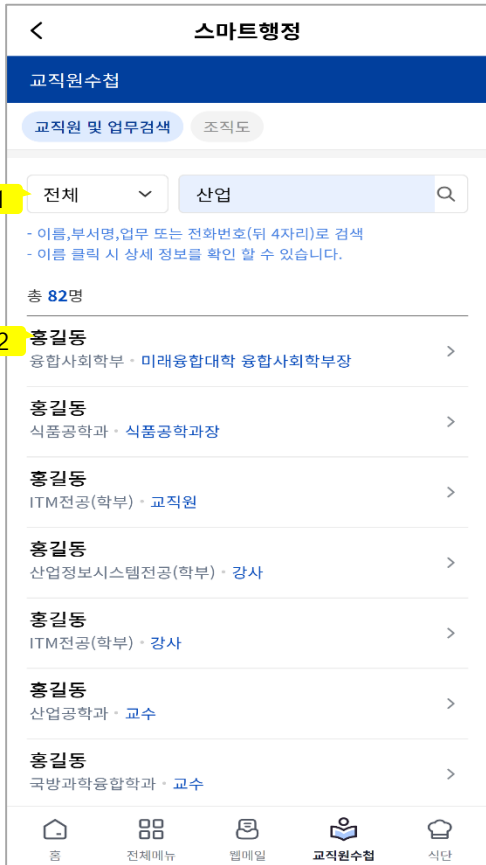 스마트행정
교직원수첩
교직원 및 업무검색 조직도
1 전체 산업
- 이름,부서명,업무 또는 전화번호(뒤 4자리)로 검색
- 이름 클릭 시 상세 정보를 확인 할 수 있습니다.
총 82명
2 홍길동
융합사회학부 • 미래융합대학 융합사회학부장
홍길동
식품공학과 • 식품공학과장
홍길동
ITM전공(학부) • 교직원
홍길동
산업정보시스템전공(학부) • 강사
홍길동
ITM전공(학부) • 강사
홍길동
산업공학과 • 교수
홍길동
국방과학융합학과 • 교수
홈 전체메뉴 웹메일 교직원수첩 식단